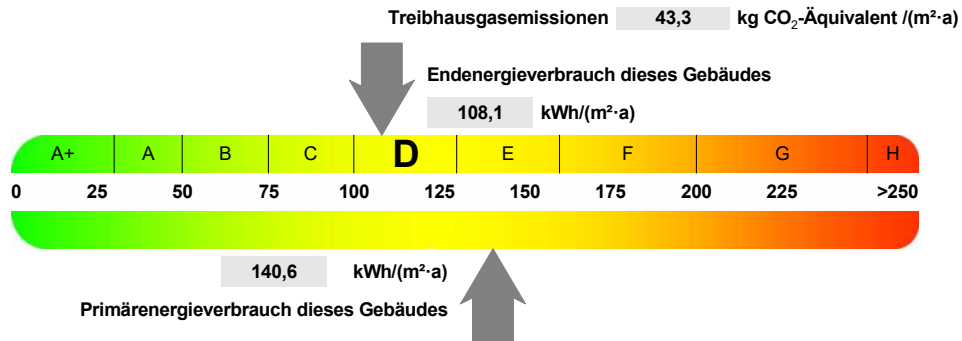 Treibhausgasemissionen 43,3 kg CO₂-Äquivalent /(m²·a)
Endenergieverbrauch dieses Gebäudes
108,1 kWh/(m²·a)
A+ A B C D E F G H
0 25 50 75 100 125 150 175 200 225 >250
140,6 kWh/(m²·a)
Primärenergieverbrauch dieses Gebäudes